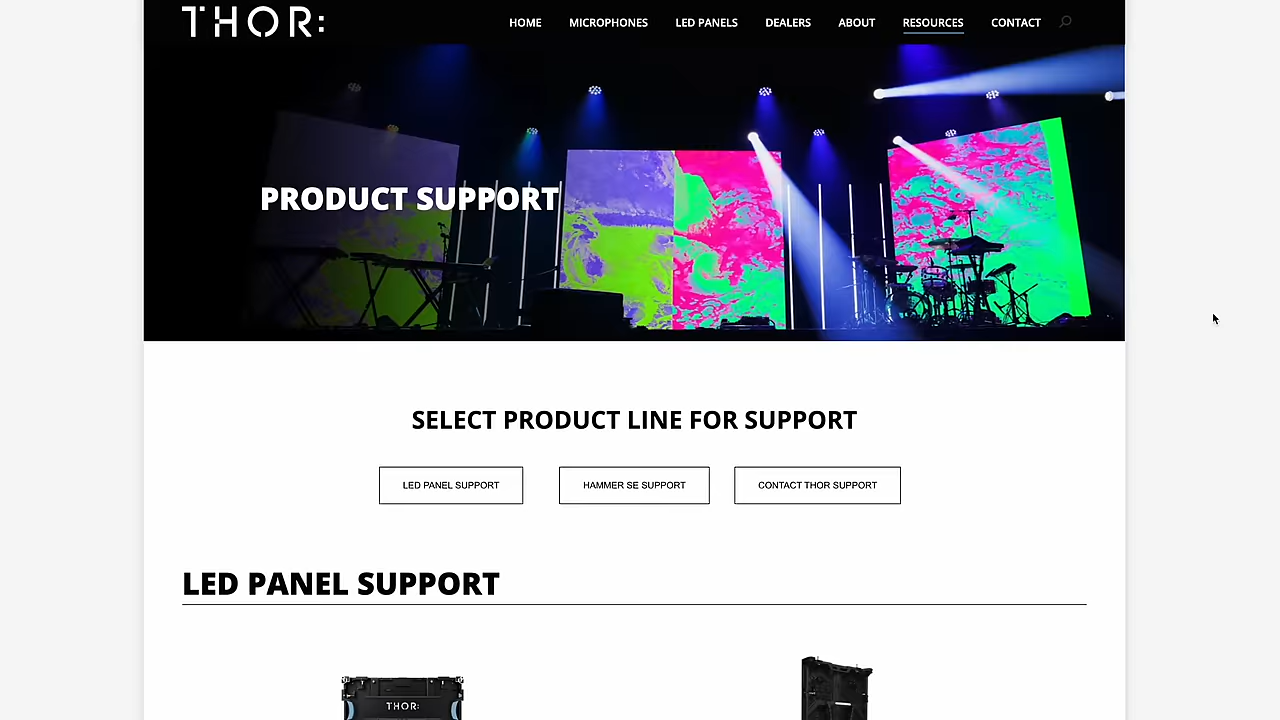 THOR:
HOME MICROPHONES LED PANELS DEALERS ABOUT RESOURCES CONTACT
PRODUCT SUPPORT
SELECT PRODUCT LINE FOR SUPPORT
LED PANEL SUPPORT HAMMER SE SUPPORT CONTACT THOR SUPPORT
LED PANEL SUPPORT
THOR: